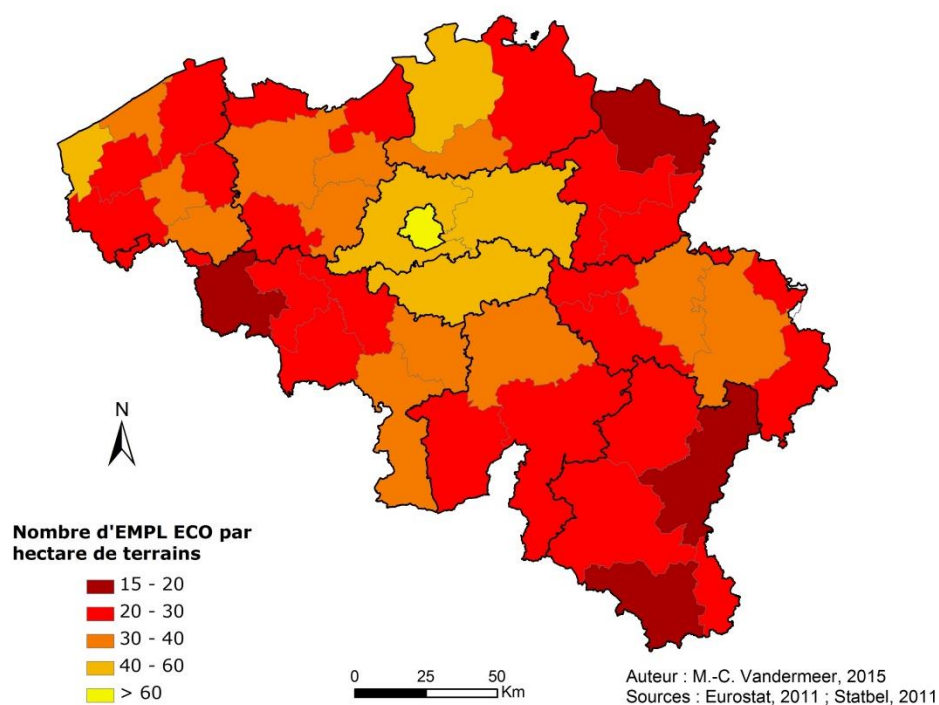 N
Nombre d'EMPL ECO par
hectare de terrains
15 - 20
20 - 30
30 - 40
40 - 60
> 60
0 25 50
Km
Auteur : M.-C. Vandermeer, 2015
Sources : Eurostat, 2011 ; Statbel, 2011